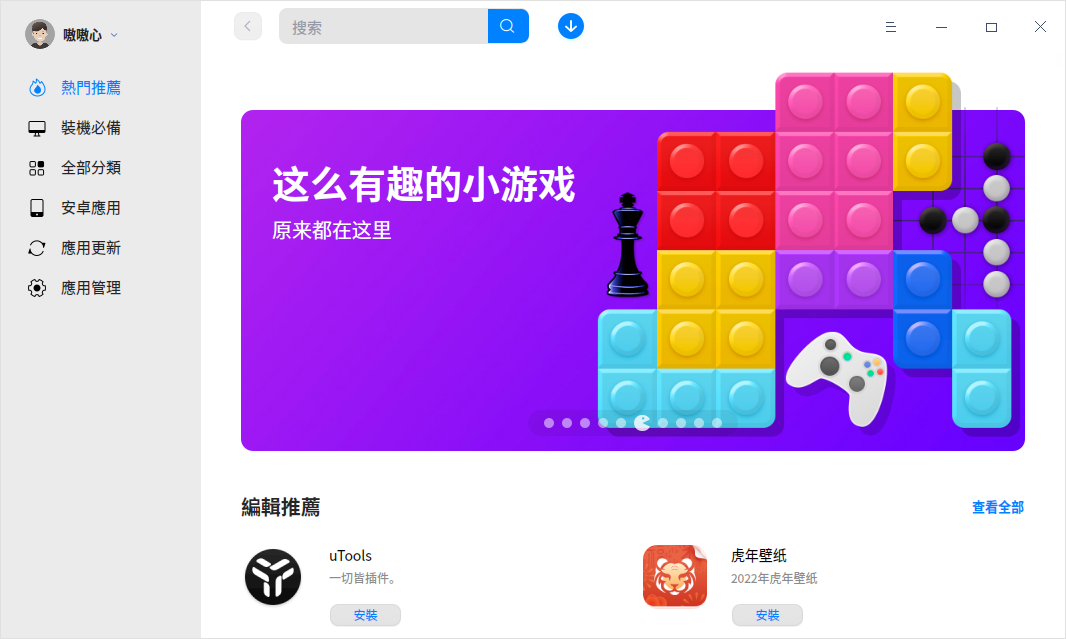 嗷嗷心
搜索
熱門推薦
裝機必備
全部分類
安卓應用
應用更新
應用管理
这么有趣的小游戏
原来都在这里
編輯推薦
查看全部
uTools
一切皆插件。
安裝
虎年壁纸
2022年虎年壁纸
安裝